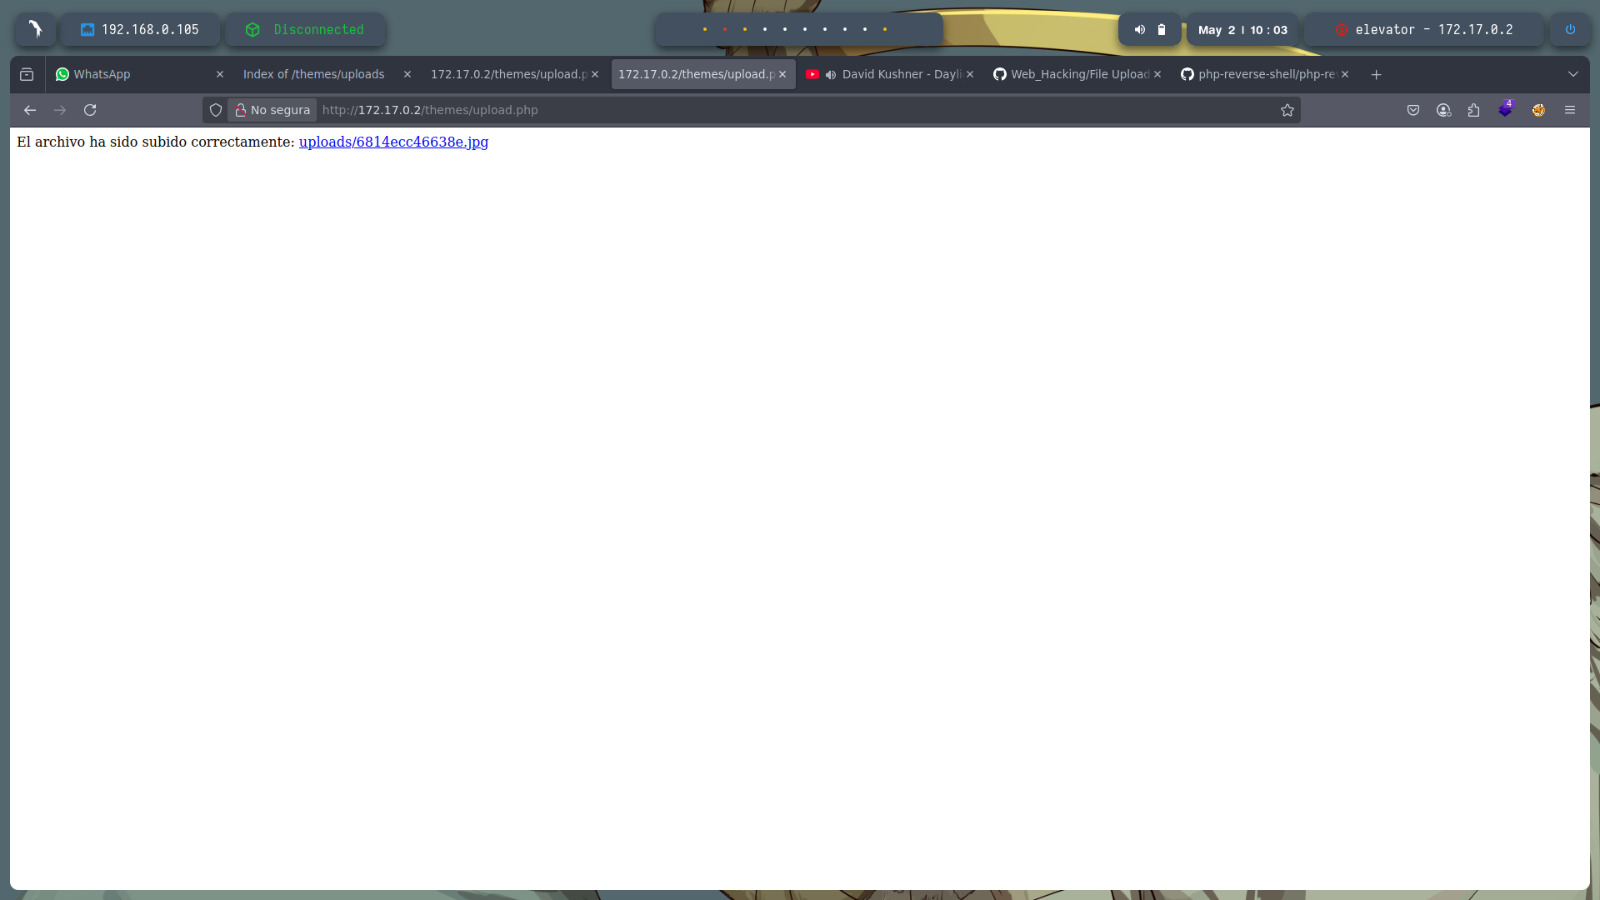 192.168.0.105
Disconnected
May 2 | 10:03
elevator - 172.17.0.2
WhatsApp
Index of /themes/uploads
172.17.0.2/themes/upload.p
172.17.0.2/themes/upload.p
David Kushner - Dayli
Web_Hacking/File Upload
php-reverse-shell/php-re
No segura
http://172.17.0.2/themes/upload.php
4
El archivo ha sido subido correctamente: uploads/6814ecc46638e.jpg